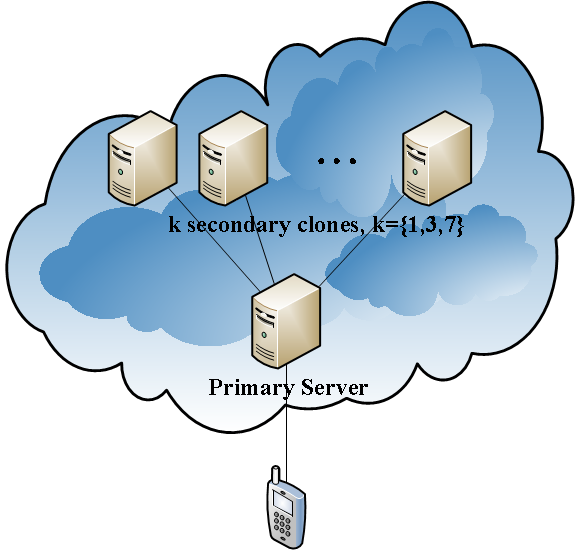 ...
k secondary clones, k={1,3,7}
Primary Server